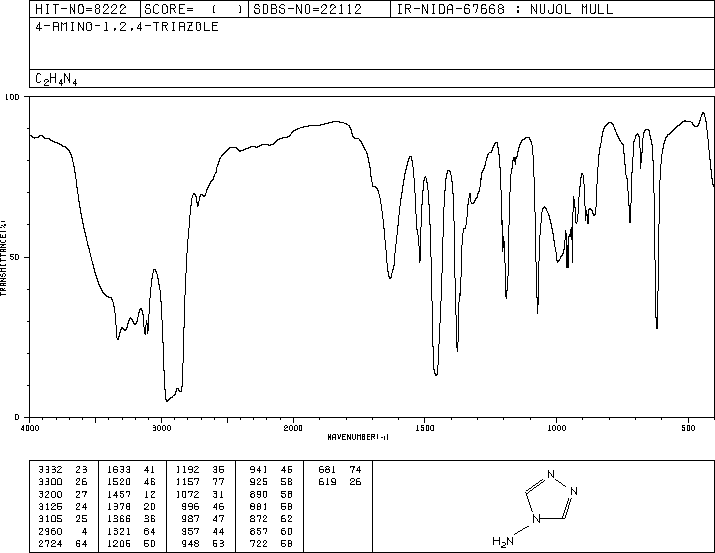 HIT-NO=8222 SCORE= ( ) SDBS-NO=22112 IR-NIDA-67668 : NUJOL MULL
4-AMINO-1,2,4-TRIAZOLE
C2H4N4
100
50
0
TRANSMITTANCE(%)
4000 3000 2000 1500 1000 500
WAVENUMBER(-1)
3332 23 1633 41 1192 36 941 46 681 74
3300 26 1520 46 1157 77 925 58 619 26
3200 27 1457 12 1072 31 890 58
3125 24 1378 20 996 46 881 58
3105 25 1366 36 987 47 872 62
2960 4 1321 64 957 44 857 60
2724 64 1206 50 948 53 722 58
N
N
N
H2N